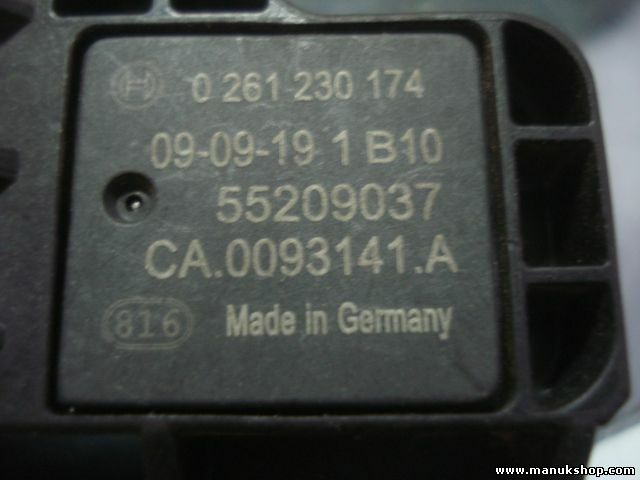 0 261 230 174
09-09-19 1 B10
55209037
CA.0093141.A
816 Made in Germany
www.manukshop.com